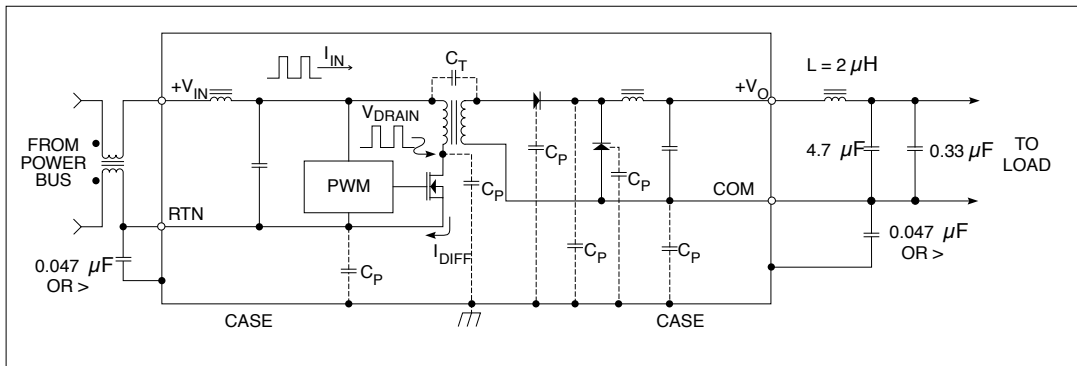 I_IN
C_T
L = 2 µH
+V_IN
+V_O
V_DRAIN
FROM
POWER
BUS
C_P
C_P
4.7 µF
0.33 µF
TO
LOAD
PWM
C_P
COM
RTN
I_DIFF
0.047 µF
OR >
C_P
C_P
C_P
0.047 µF
OR >
CASE
CASE